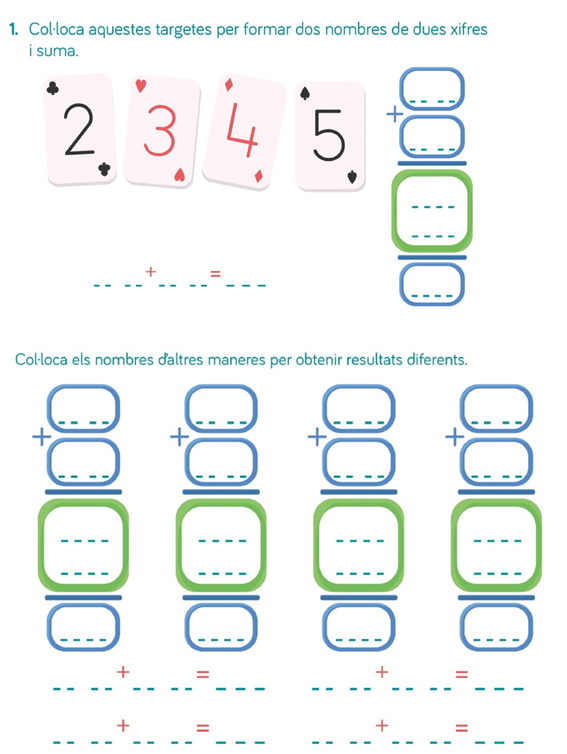 1. Col·loca aquestes targetes per formar dos nombres de dues xifres
i suma.
2 3 4 5
+
+ =
Col·loca els nombres d'altres maneres per obtenir resultats diferents.
+ + + +
+ = + =
+ = + =